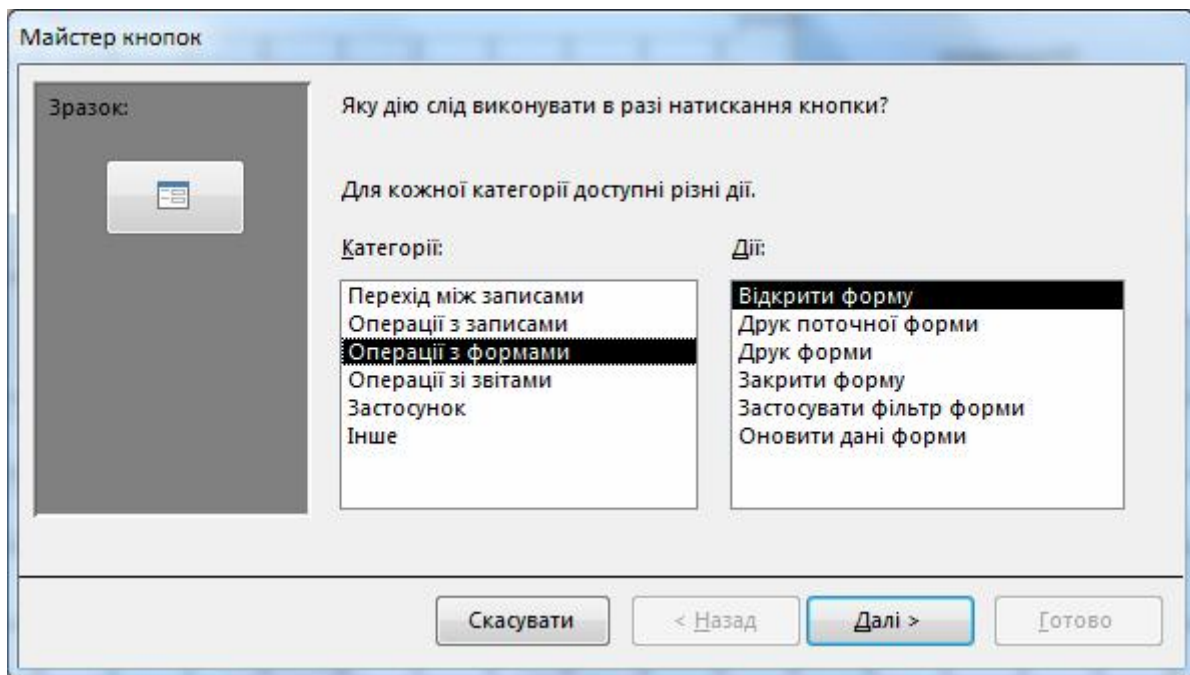 Майстер кнопок
Зразок:
Яку дію слід виконувати в разі натискання кнопки?
Для кожної категорії доступні різні дії.
Категорії:
Перехід між записами
Операції з записами
Операції з формами
Операції зі звітами
Застосунок
Інше
Дії:
Відкрити форму
Друк поточної форми
Друк форми
Закрити форму
Застосувати фільтр форми
Оновити дані форми
Скасувати
< Назад
Далі >
Готово